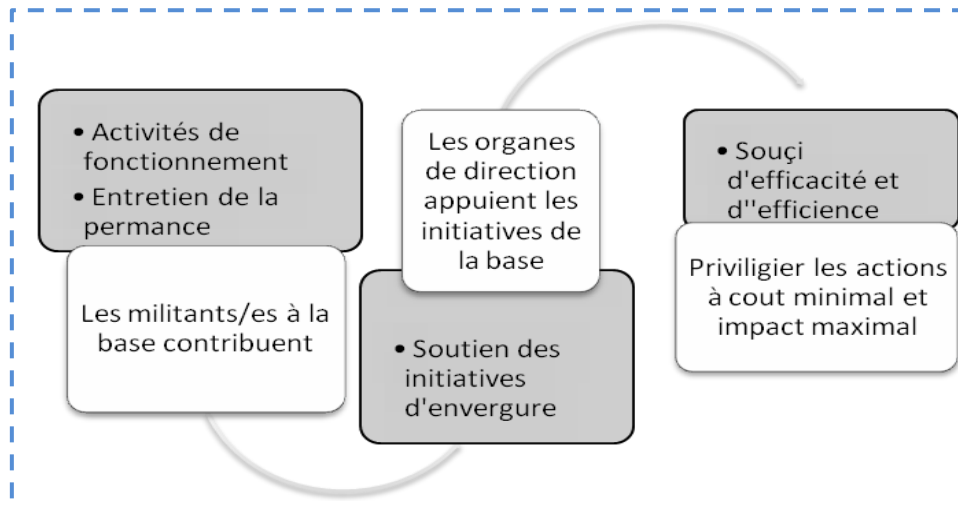 • Activités de
fonctionnement
• Entretien de la
permance
Les militants/es à la
base contribuent
Les organes
de direction
appuient les
initiatives de
la base
• Soutien des
initiatives
d'envergure
• Souçi
d'efficacité et
d''efficience
Priviligier les actions
à cout minimal et
impact maximal